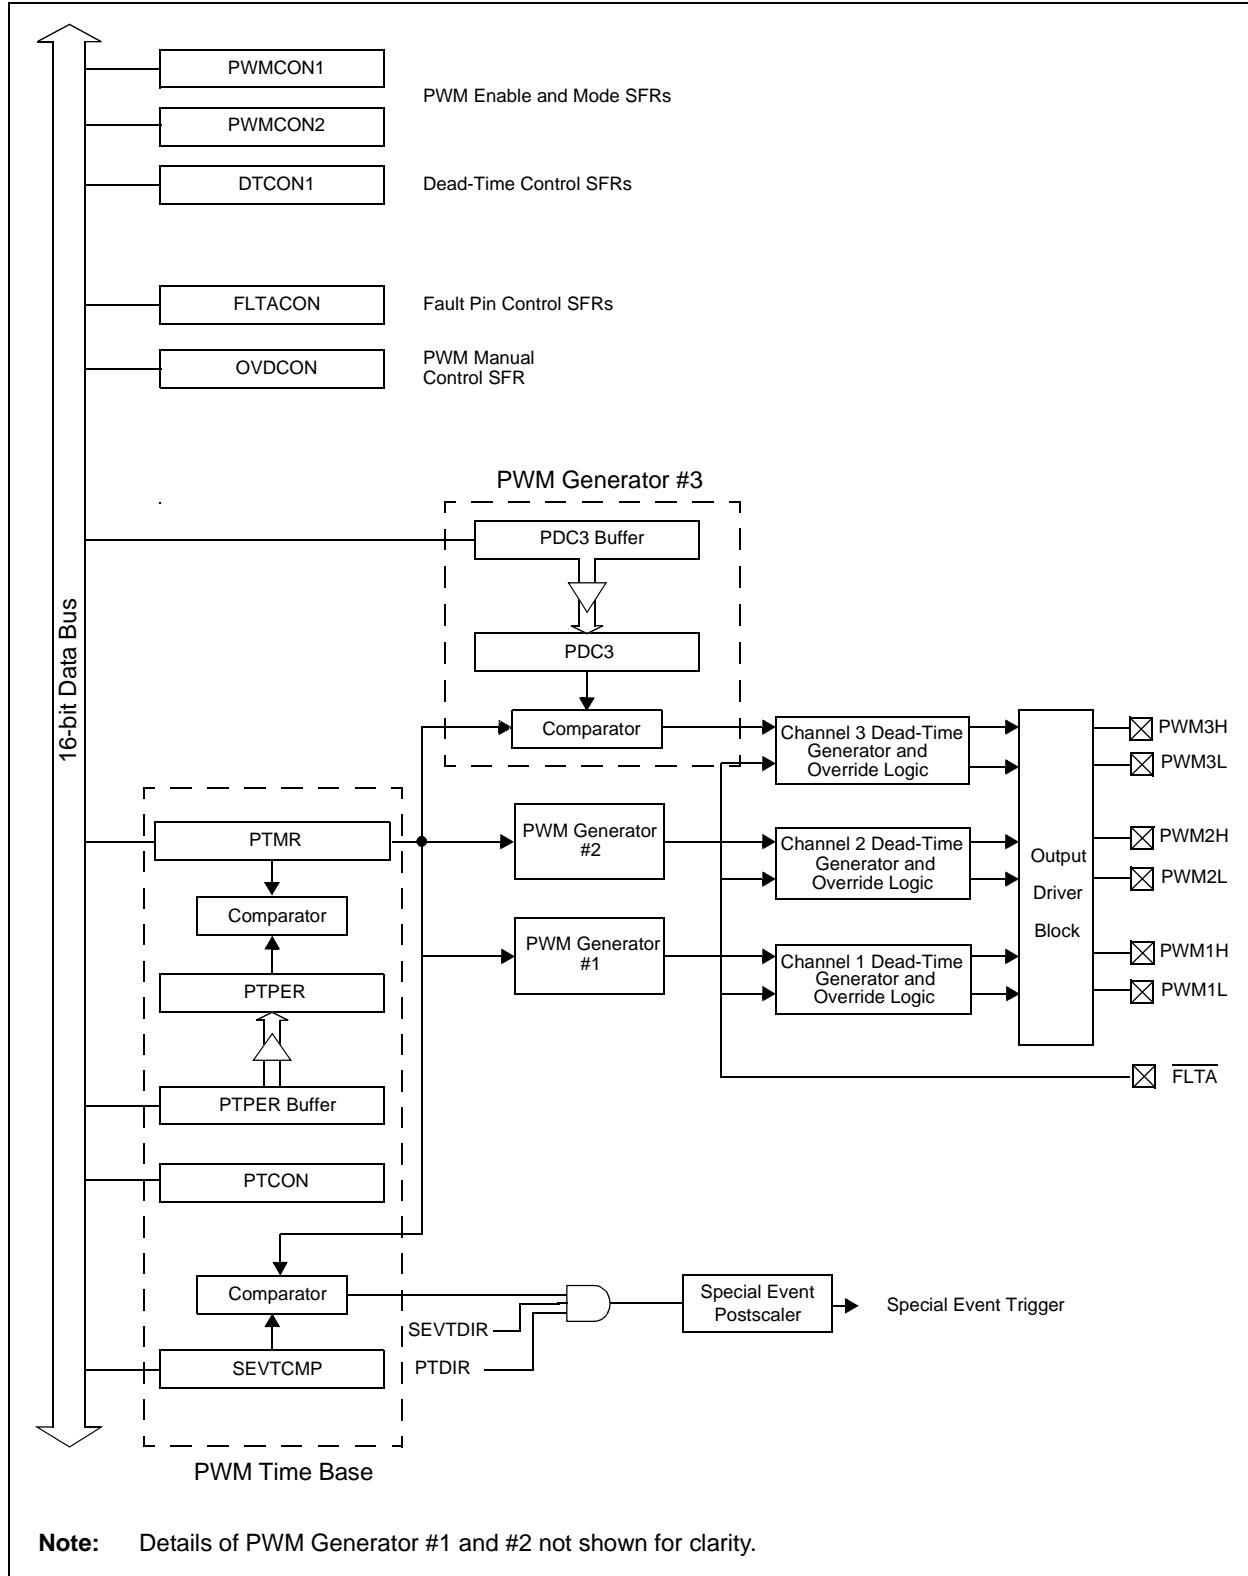 PWMCON1
PWM Enable and Mode SFRs
PWMCON2
DTCON1
Dead-Time Control SFRs
FLTACON
Fault Pin Control SFRs
OVDCON
PWM Manual
Control SFR
16-bit Data Bus
PWM Generator #3
PDC3 Buffer
PDC3
Comparator
Channel 3 Dead-Time
Generator and
Override Logic
PWM3H
PWM3L
PTMR
PWM Generator
#2
Channel 2 Dead-Time
Generator and
Override Logic
Output
Driver
Block
PWM2H
PWM2L
Comparator
PWM Generator
#1
Channel 1 Dead-Time
Generator and
Override Logic
PWM1H
PWM1L
PTPER
FLTA
PTPER Buffer
PTCON
Comparator
SEVTDIR
PTDIR
Special Event
Postscaler
Special Event Trigger
SEVTCMP
PWM Time Base
Note: Details of PWM Generator #1 and #2 not shown for clarity.